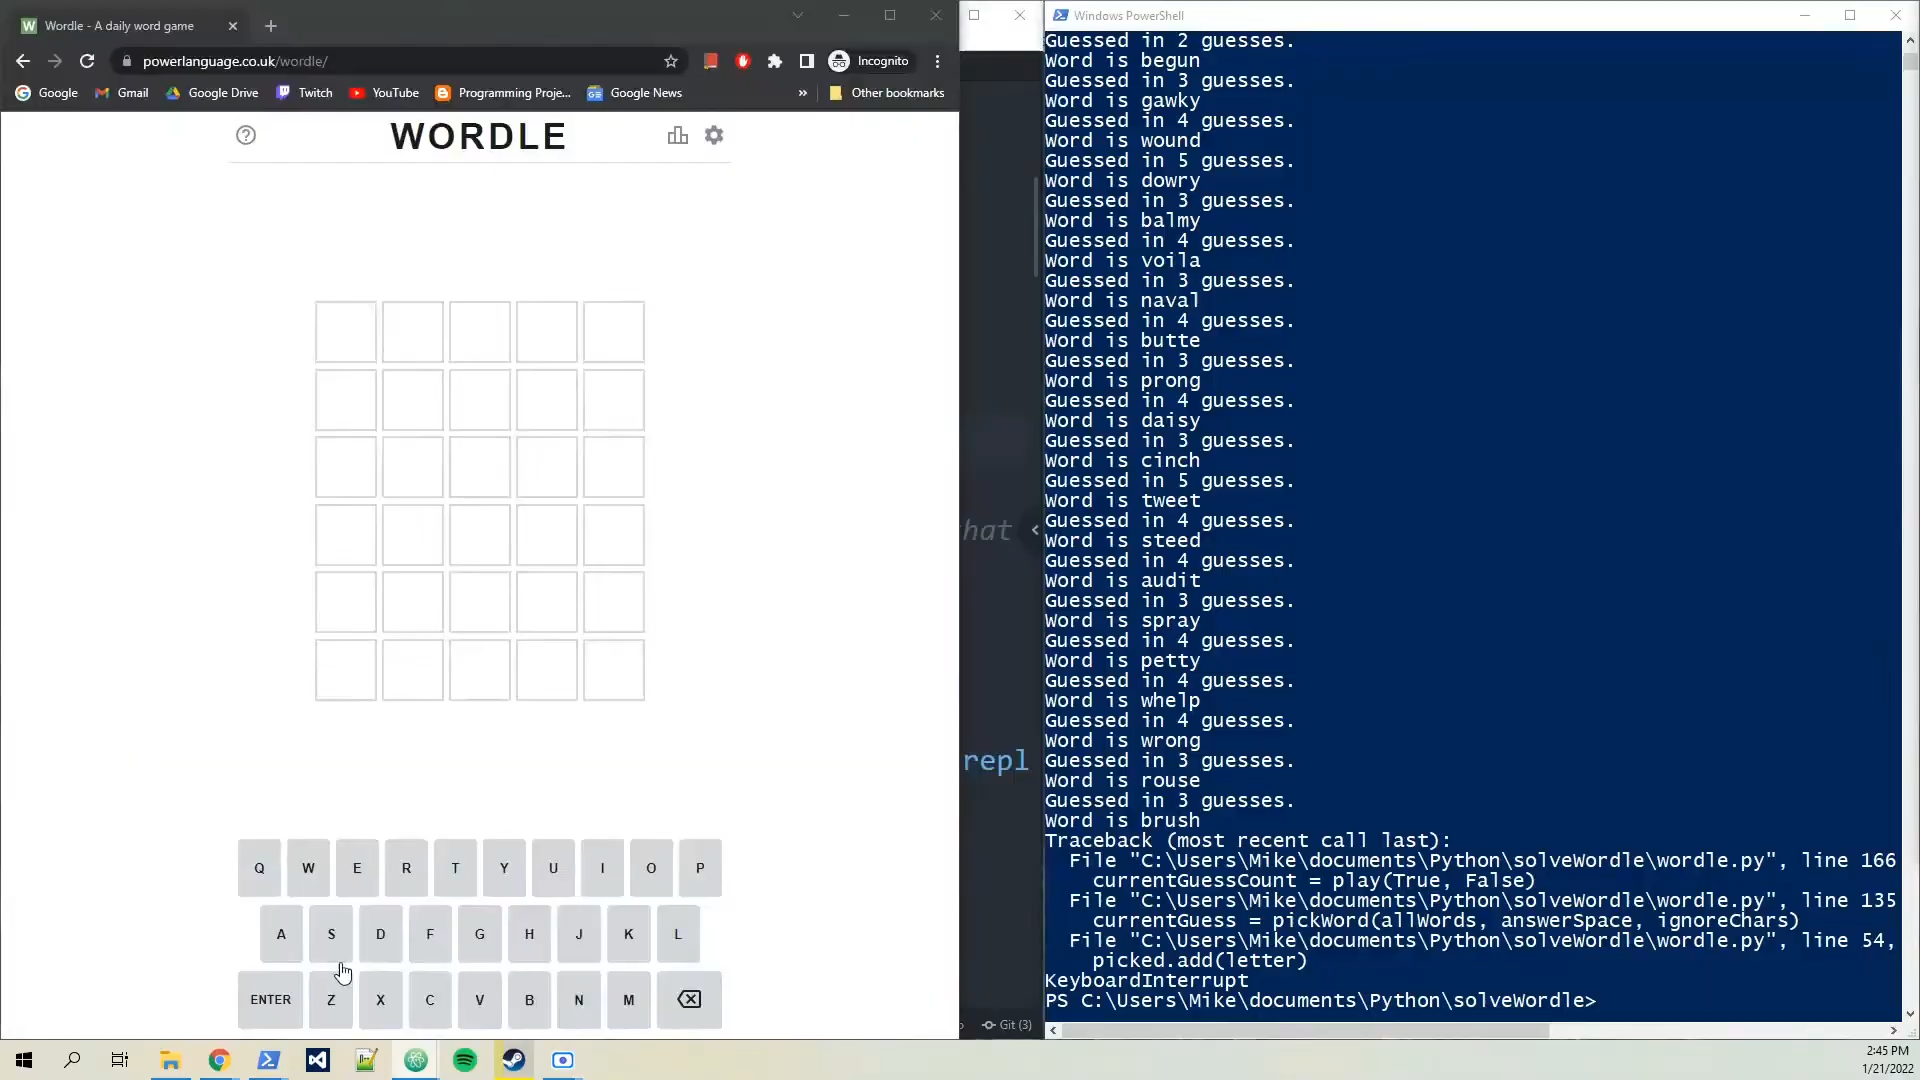 Wordle - A daily word game
powerlanguage.co.uk/wordle/
Incognito
Google
Gmail
Google Drive
Twitch
YouTube
Programming Proje...
Google News
»
Other bookmarks
WORDLE
Q W E R T Y U I O P
A S D F G H J K L
ENTER Z X C V B N M
hat
repl
Git (3)
Windows PowerShell
Guessed in 2 guesses.
Word is begun
Guessed in 3 guesses.
Word is gawky
Guessed in 4 guesses.
Word is wound
Guessed in 5 guesses.
Word is dowry
Guessed in 3 guesses.
Word is balmy
Guessed in 4 guesses.
Word is voila
Guessed in 3 guesses.
Word is naval
Guessed in 4 guesses.
Word is butte
Guessed in 3 guesses.
Word is prong
Guessed in 4 guesses.
Word is daisy
Guessed in 3 guesses.
Word is cinch
Guessed in 5 guesses.
Word is tweet
Guessed in 4 guesses.
Word is steed
Guessed in 4 guesses.
Word is audit
Guessed in 3 guesses.
Word is spray
Guessed in 4 guesses.
Word is petty
Guessed in 4 guesses.
Word is whelp
Guessed in 4 guesses.
Word is wrong
Guessed in 3 guesses.
Word is rouse
Guessed in 3 guesses.
Word is brush
Traceback (most recent call last):
File "C:\Users\Mike\documents\Python\solveWordle\wordle.py", line 166
currentGuessCount = play(True, False)
File "C:\Users\Mike\documents\Python\solveWordle\wordle.py", line 135
currentGuess = pickWord(allWords, answerSpace, ignoreChars)
File "C:\Users\Mike\documents\Python\solveWordle\wordle.py", line 54,
picked.add(letter)
KeyboardInterrupt
PS C:\Users\Mike\documents\Python\solveWordle>
2:45 PM
1/21/2022